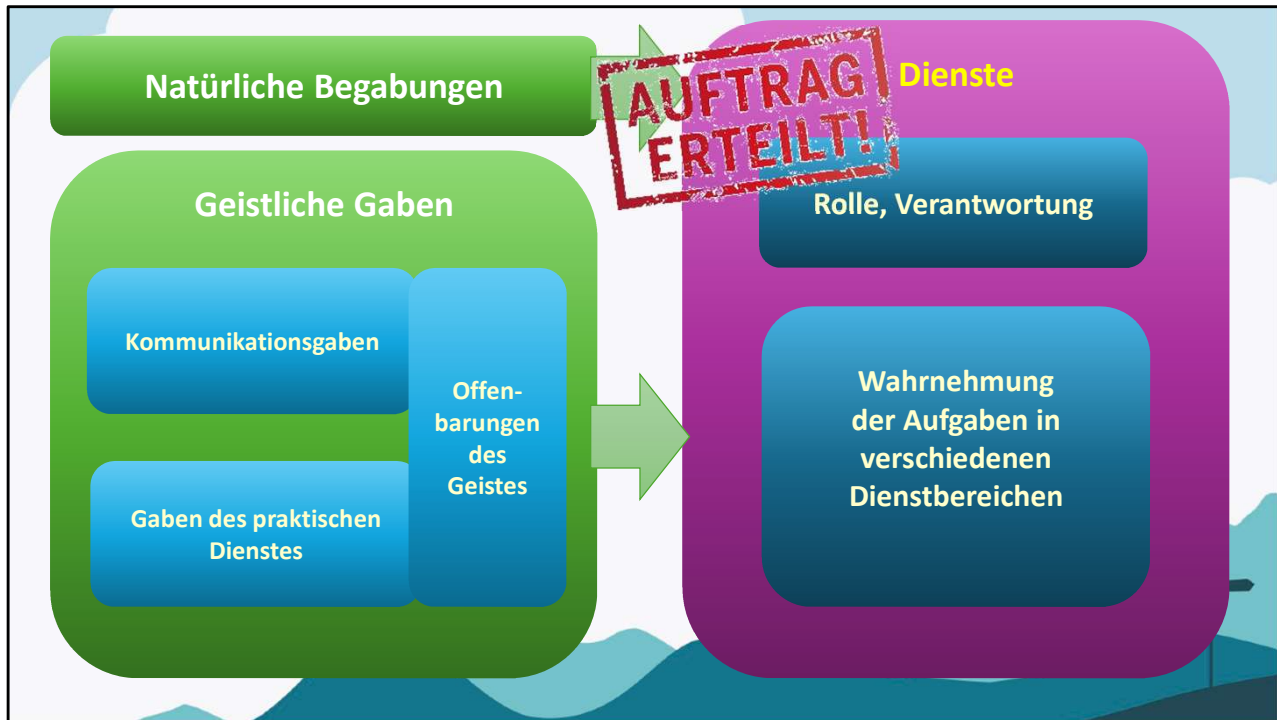 Natürliche Begabungen
Geistliche Gaben
Kommunikationsgaben
Gaben des praktischen
Dienstes
Offen-
barungen
des
Geistes
AUFTRAG
ERTEILT!
Dienste
Rolle, Verantwortung
Wahrnehmung
der Aufgaben in
verschiedenen
Dienstbereichen